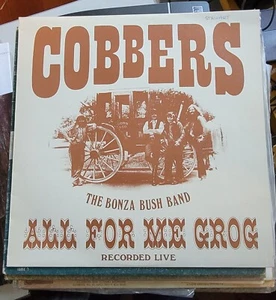 COBBERS
THE BONZA BUSH BAND
ALL FOR ME GROG
RECORDED LIVE